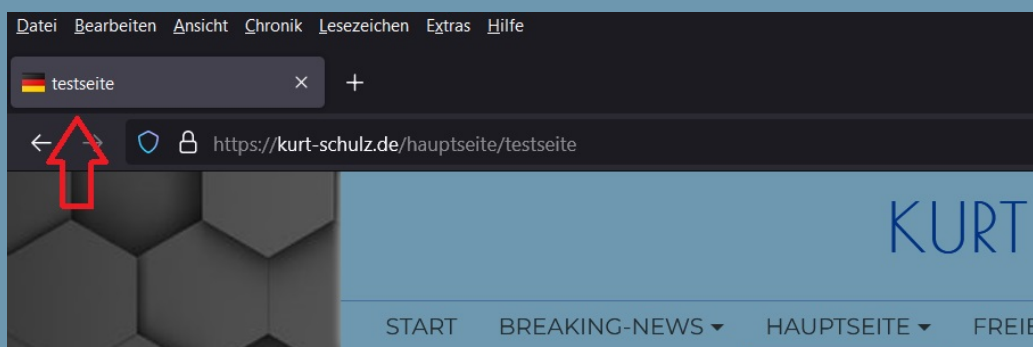 Datei Bearbeiten Ansicht Chronik Lesezeichen Extras Hilfe
testseite
https://kurt-schulz.de/hauptseite/testseite
KURT
START BREAKING-NEWS HAUPTSEITE